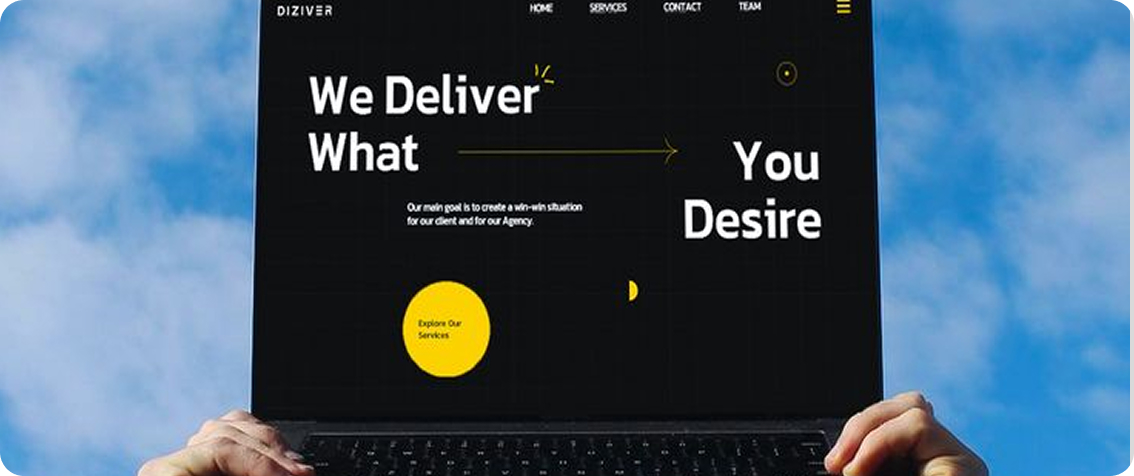 DIZIVER
HOME SERVICES CONTACT TEAM
We Deliver
What
You
Desire
Our main goal is to create a win-win situation
for our client and for our Agency.
Explore Our
Services